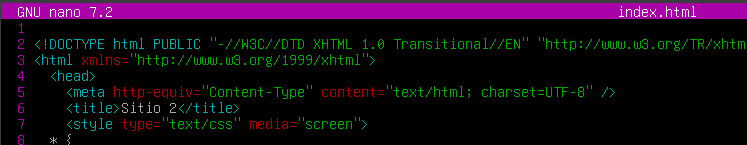 GNU nano 7.2 index.html
1
2 <!DOCTYPE html PUBLIC "-//W3C//DTD XHTML 1.0 Transitional//EN" "http://www.w3.org/TR/xhtm
3 <html xmlns="http://www.w3.org/1999/xhtml">
4 <head>
5 <meta http-equiv="Content-Type" content="text/html; charset=UTF-8" />
6 <title>Sitio 2</title>
7 <style type="text/css" media="screen">
8 * {